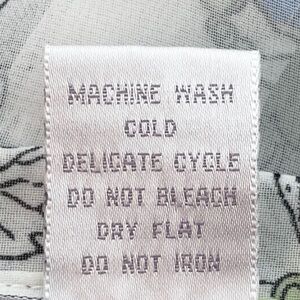 MACHINE WASH
COLD
DELICATE CYCLE
DO NOT BLEACH
DRY FLAT
DO NOT IRON